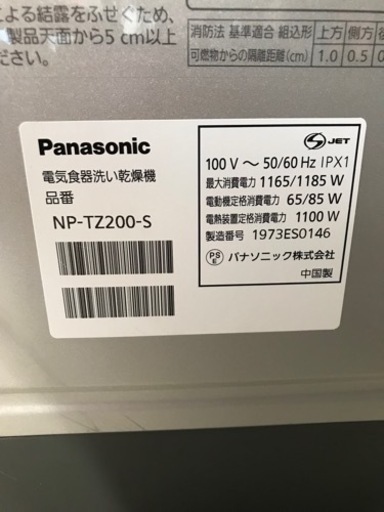 による結露をふせぐため、
製品天面から5 cm以上
ださい。
消防法 基準適合 組込形 上方 側方
可燃物からの隔離距離(cm) 1.0 0.5
Panasonic
電気食器洗い乾燥機
品番
NP-TZ200-S
S JET
100 V ～ 50/60 Hz IPX1
最大消費電力 1165/1185 W
電動機定格消費電力 65/85 W
電熱装置定格消費電力 1100 W
製造番号 1973ES0146
PSE パナソニック株式会社
中国製